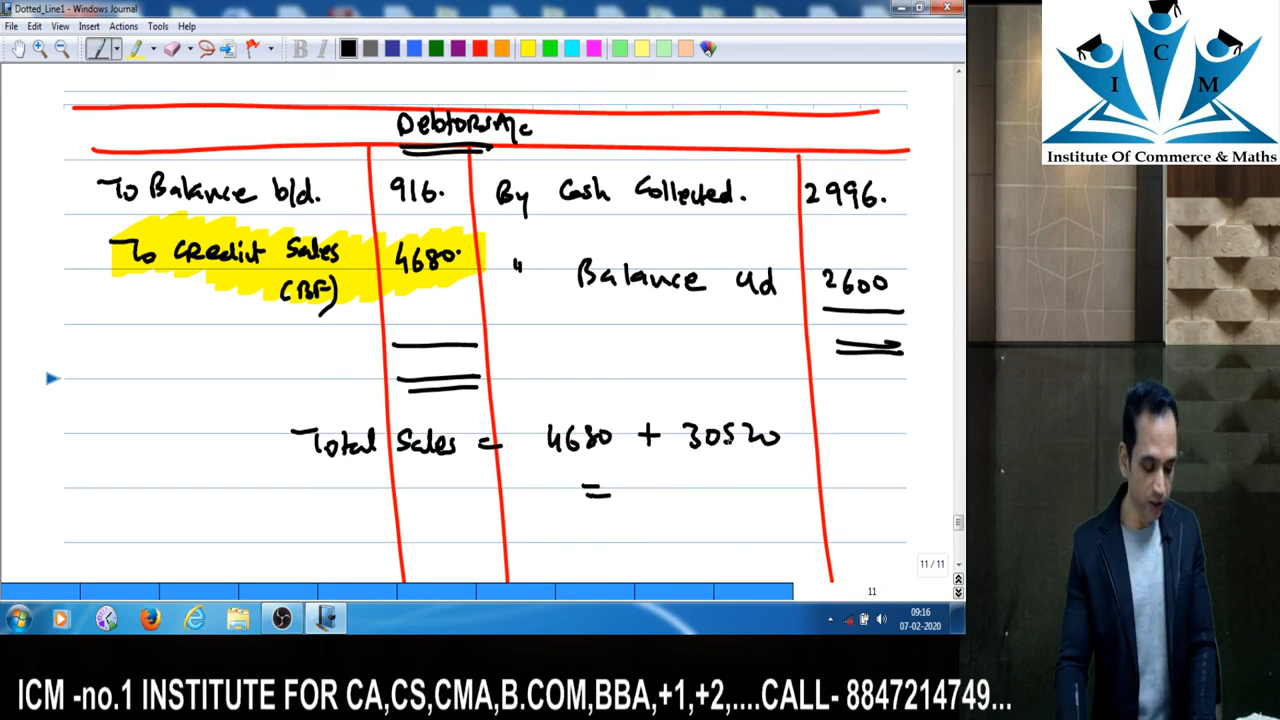 Dotted_Line1 - Windows Journal
File Edit View Insert Actions Tools Help
B I
Debtors A/c
To Balance b/d. 916. By Cash Collected. 2996.
To Credit Sales 4680. " Balance c/d 2600
(BF)
Total Sales = 4680 + 30520
=
11 / 11
11
09:16
07-02-2020
I C M
Institute Of Commerce & Maths
ICM -no.1 INSTITUTE FOR CA,CS,CMA,B.COM,BBA,+1,+2,....CALL- 8847214749...